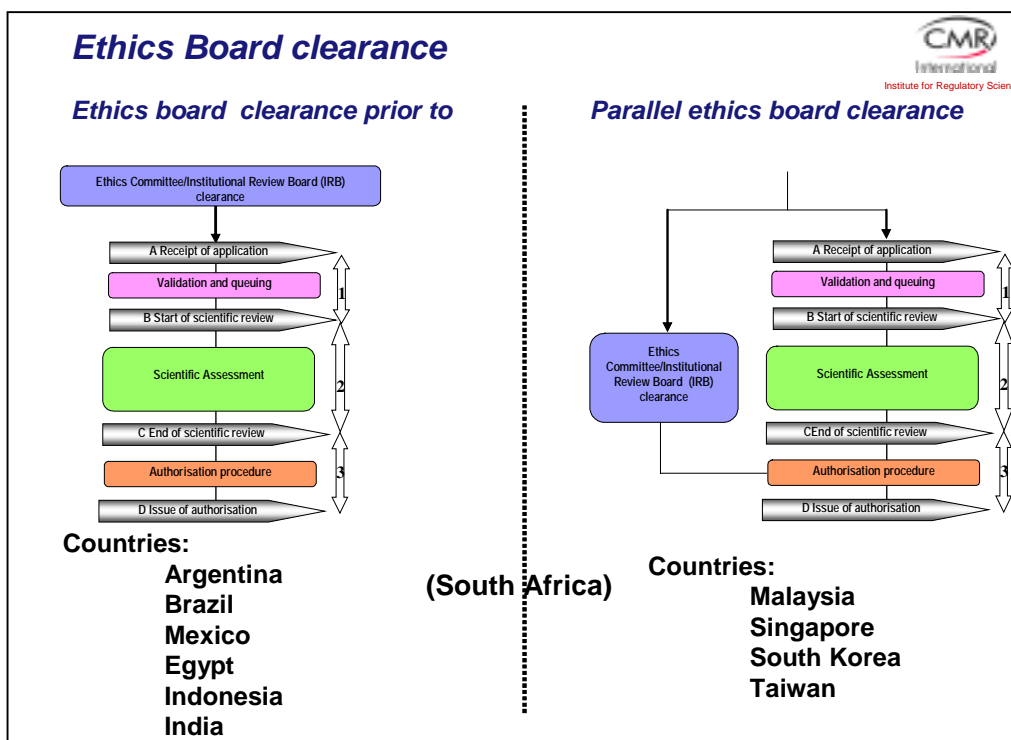 Ethics Board clearance
CMR
International
Institute for Regulatory Scien
Ethics board clearance prior to
Ethics Committee/Institutional Review Board (IRB)
clearance
A Receipt of application
Validation and queuing
1
B Start of scientific review
Scientific Assessment
2
C End of scientific review
Authorisation procedure
3
D Issue of authorisation
Countries:
Argentina
Brazil
Mexico
Egypt
Indonesia
India
(South Africa)
Parallel ethics board clearance
A Receipt of application
Validation and queuing
1
B Start of scientific review
Ethics
Committee/Institutional
Review Board (IRB)
clearance
Scientific Assessment
2
CEnd of scientific review
Authorisation procedure
3
D Issue of authorisation
Countries:
Malaysia
Singapore
South Korea
Taiwan